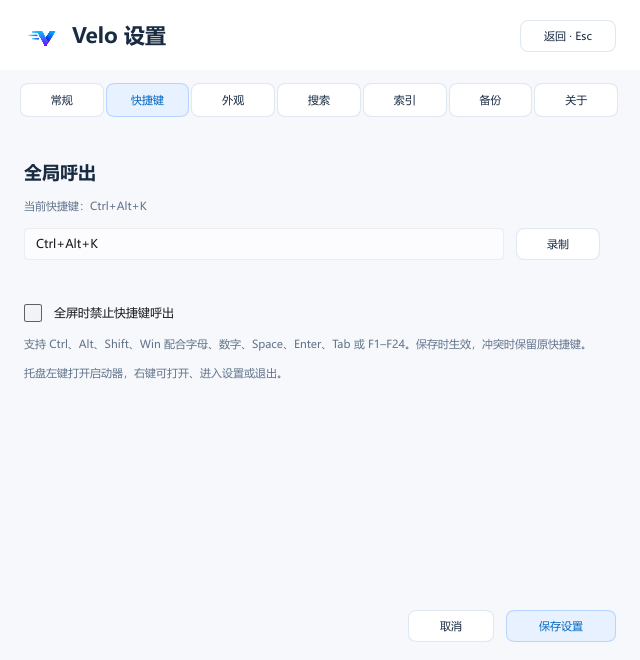 Velo 设置
返回 · Esc
常规 快捷键 外观 搜索 索引 备份 关于
全局呼出
当前快捷键：Ctrl+Alt+K
Ctrl+Alt+K 录制
全屏时禁止快捷键呼出
支持 Ctrl、Alt、Shift、Win 配合字母、数字、Space、Enter、Tab 或 F1–F24。保存时生效，冲突时保留原快捷键。
托盘左键打开启动器，右键可打开、进入设置或退出。
取消 保存设置